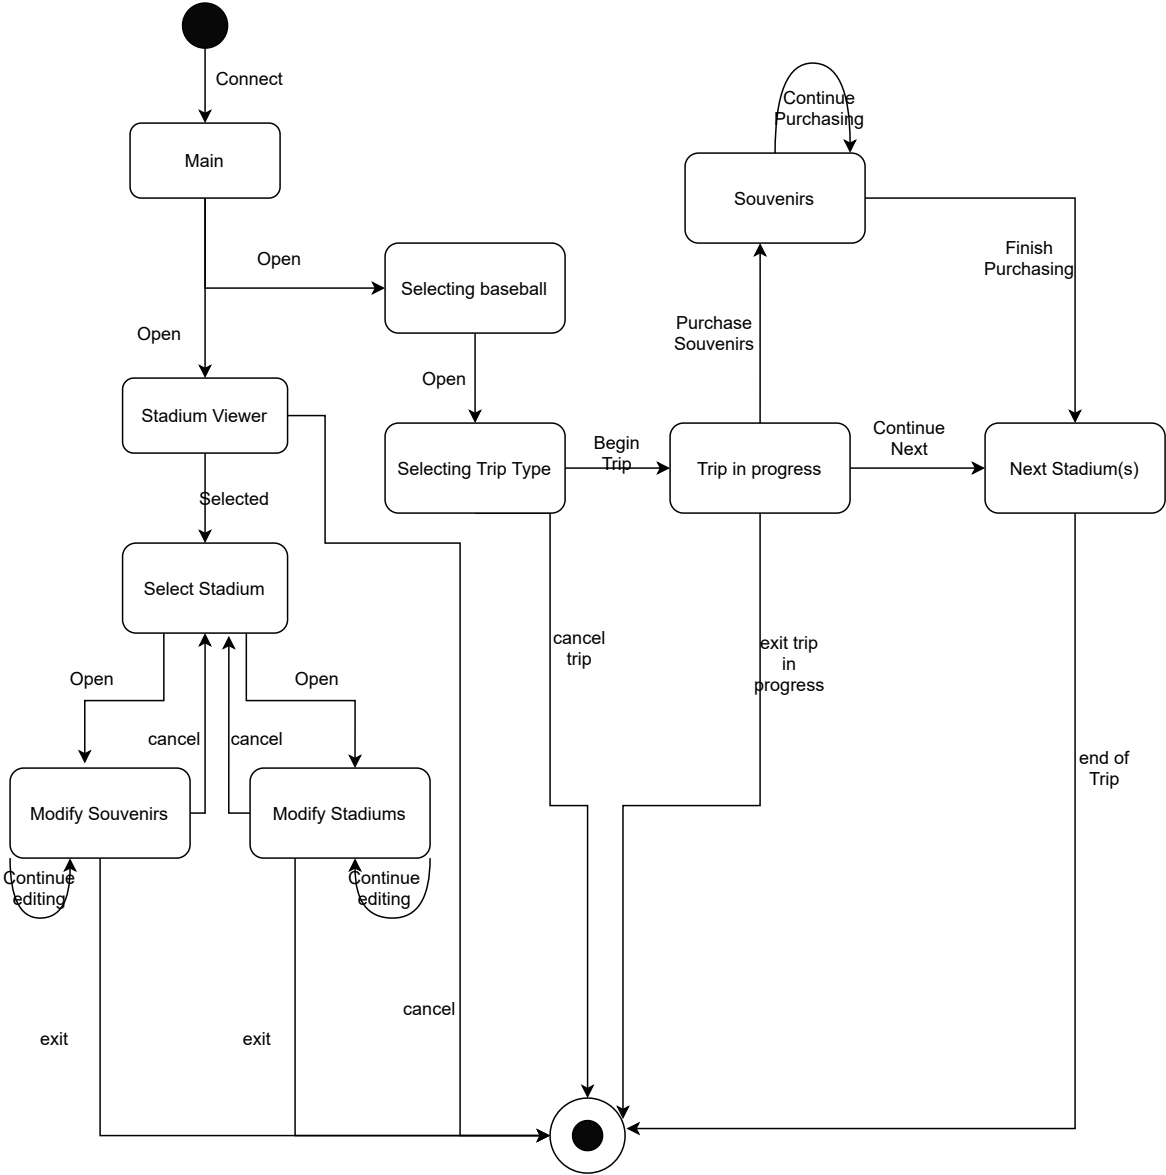 Connect
Main
Continue
Purchasing
Souvenirs
Open
Selecting baseball
Finish
Purchasing
Purchase
Souvenirs
Open
Open
Stadium Viewer
Selecting Trip Type
Begin
Trip
Trip in progress
Continue
Next
Next Stadium(s)
Selected
Select Stadium
cancel
trip
exit trip
in
progress
Open
Open
cancel
cancel
end of
Trip
Modify Souvenirs
Modify Stadiums
Continue
editing
Continue
editing
cancel
exit
exit